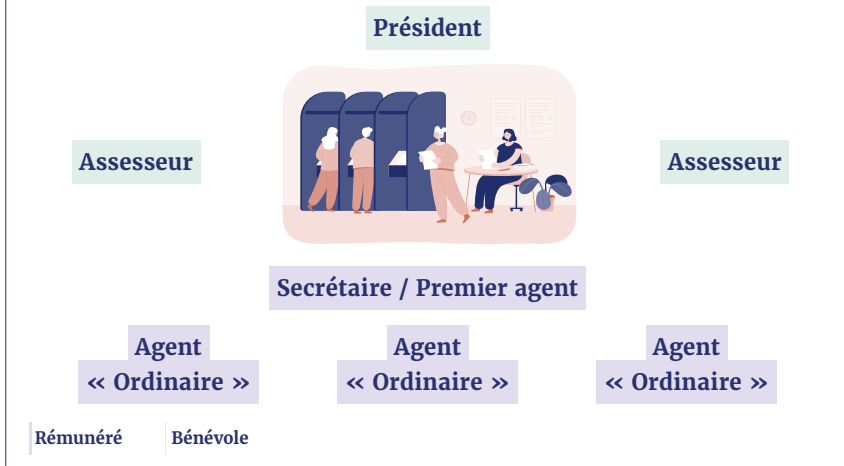 Président
Assesseur
Assesseur
Secrétaire / Premier agent
Agent
« Ordinaire »
Agent
« Ordinaire »
Agent
« Ordinaire »
Rémunéré
Bénévole